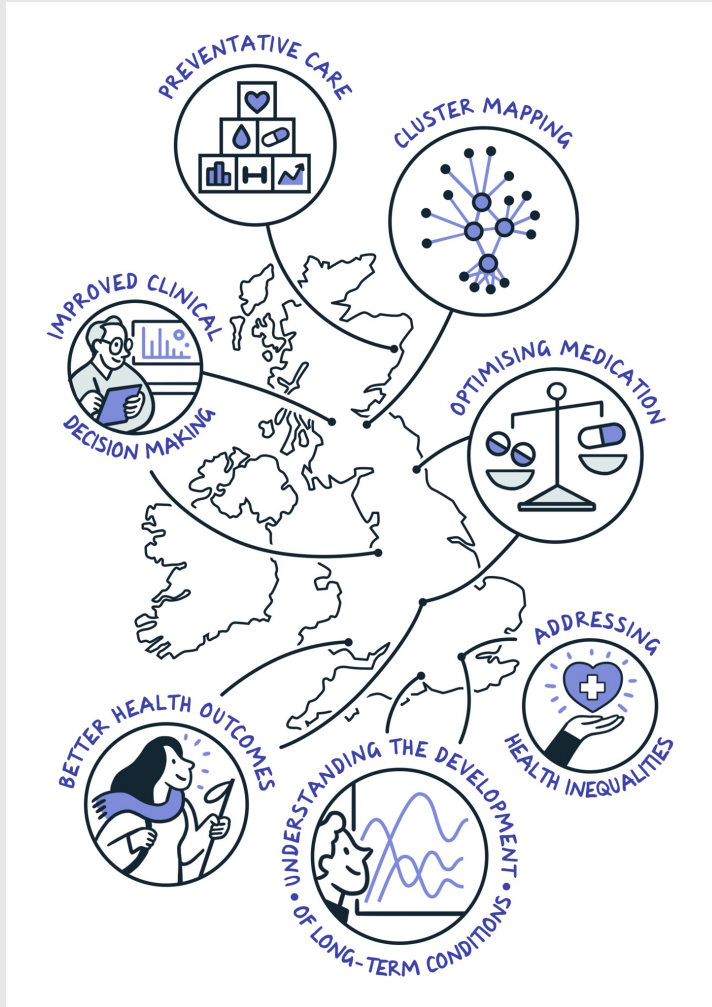 PREVENTATIVE CARE
CLUSTER MAPPING
IMPROVED CLINICAL
DECISION MAKING
OPTIMISING MEDICATION
ADDRESSING
HEALTH INEQUALITIES
BETTER HEALTH OUTCOMES
• UNDERSTANDING THE DEVELOPMENT •
OF LONG-TERM CONDITIONS